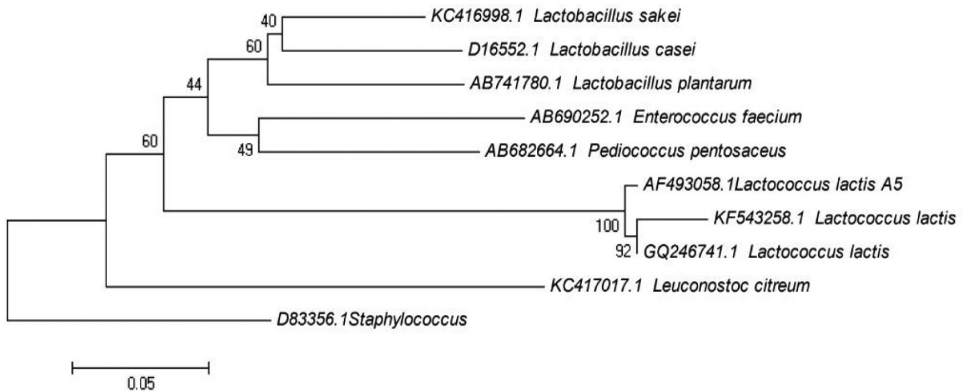 40
KC416998.1 Lactobacillus sakei
60
D16552.1 Lactobacillus casei
44
AB741780.1 Lactobacillus plantarum
AB690252.1 Enterococcus faecium
60
49
AB682664.1 Pediococcus pentosaceus
AF493058.1Lactococcus lactis A5
100
KF543258.1 Lactococcus lactis
92
GQ246741.1 Lactococcus lactis
KC417017.1 Leuconostoc citreum
D83356.1Staphylococcus
0.05